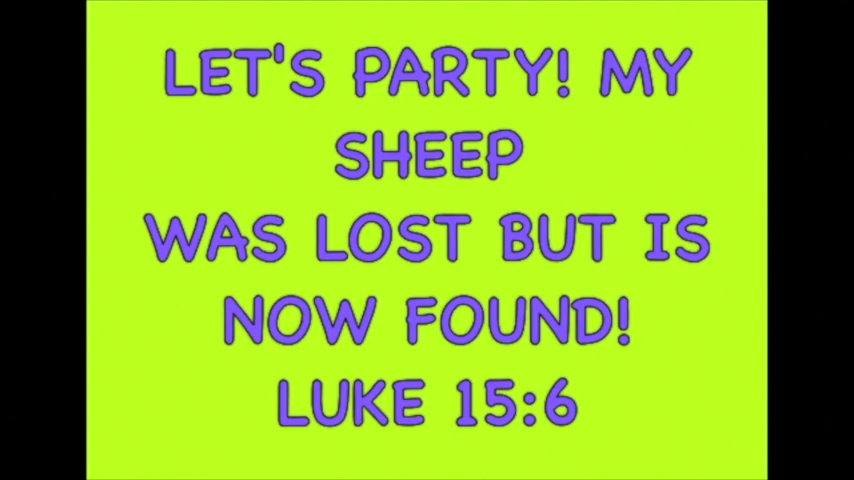 LET'S PARTY! MY
SHEEP
WAS LOST BUT IS
NOW FOUND!
LUKE 15:6